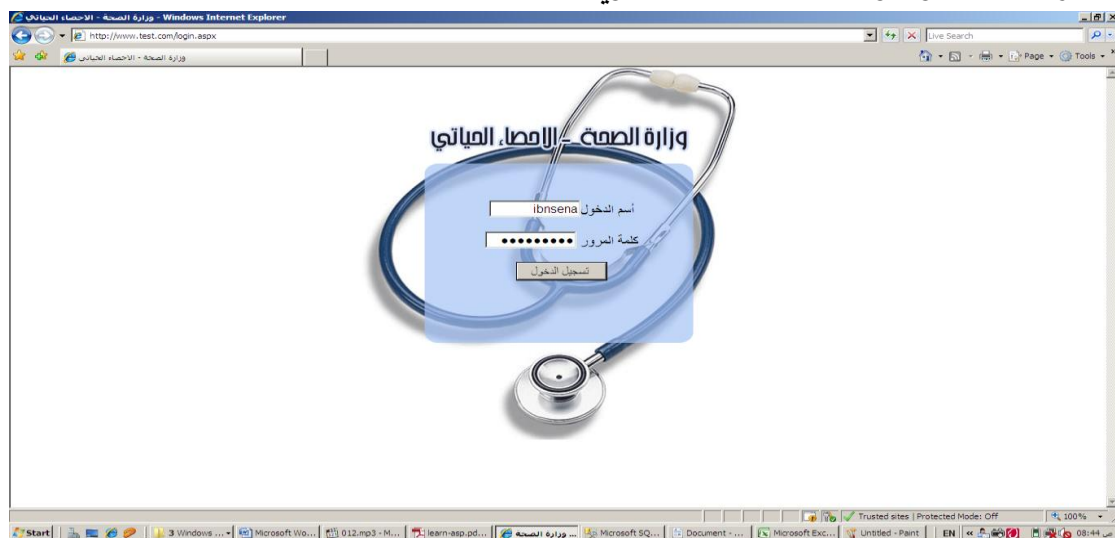 وزارة الصحة - الاحصاء الحياتي - Windows Internet Explorer
http://www.test.com/login.aspx
Live Search
وزارة الصحة - الاحصاء الحياتي
Page
Tools
وزارة الصحة - الاحصاء الحياتي
أسم الدخول ibnsena
كلمة المرور •••••••••
تسجيل الدخول
Trusted sites | Protected Mode: Off
100%
Start
3 Windows ...
Microsoft Wo...
012.mp3 - M...
learn-asp.pd...
وزارة الصحة ...
Microsoft SQ...
Document - ...
Microsoft Exc...
Untitled - Paint
EN
08:44